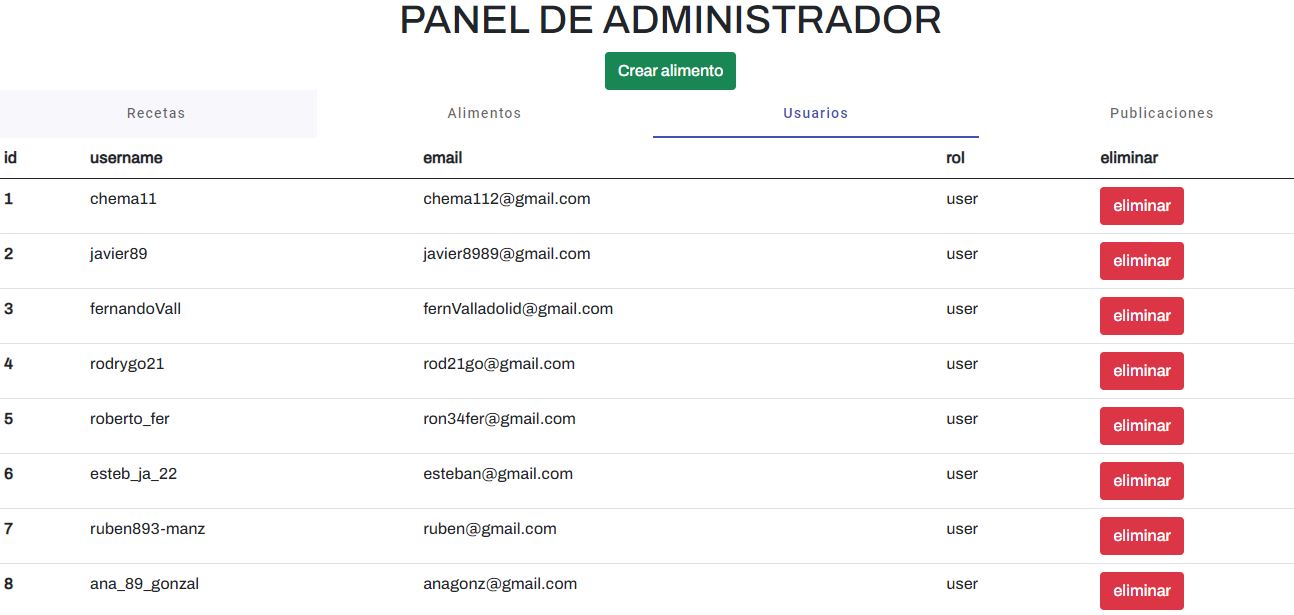 PANEL DE ADMINISTRADOR
Crear alimento
Recetas Alimentos Usuarios Publicaciones
id username email rol eliminar
1 chema11 chema112@gmail.com user eliminar
2 javier89 javier8989@gmail.com user eliminar
3 fernandoVall fernValladolid@gmail.com user eliminar
4 rodrygo21 rod21go@gmail.com user eliminar
5 roberto_fer ron34fer@gmail.com user eliminar
6 esteb_ja_22 esteban@gmail.com user eliminar
7 ruben893-manz ruben@gmail.com user eliminar
8 ana_89_gonzal anagonz@gmail.com user eliminar